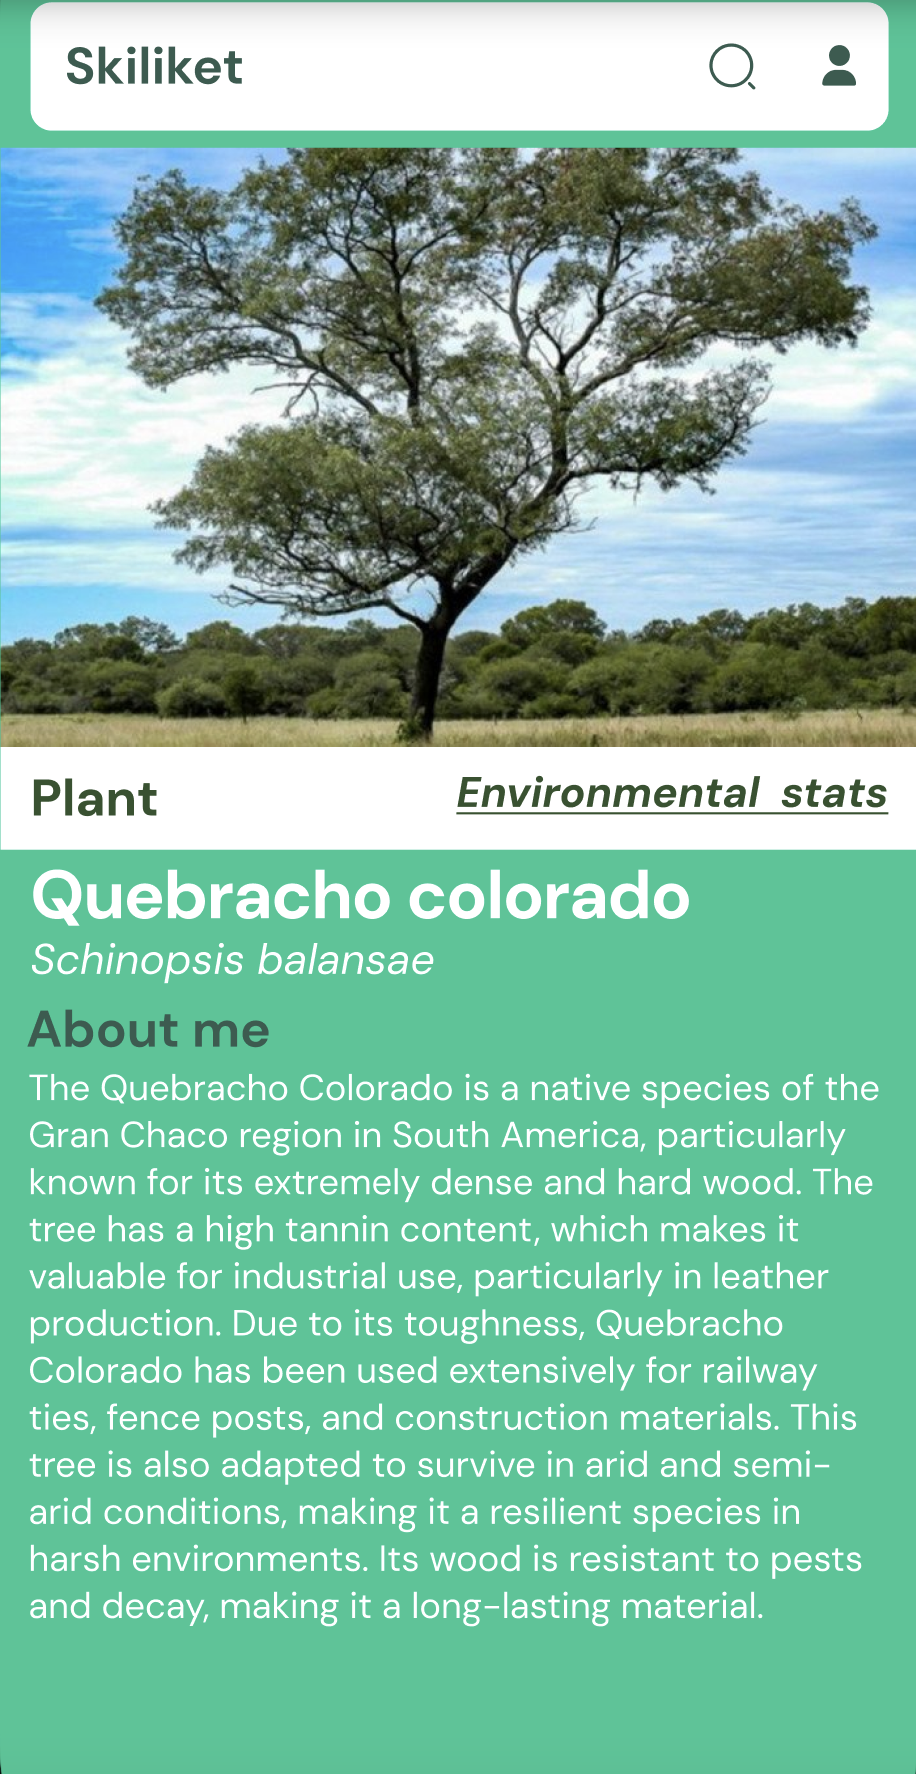 Skiliket
Plant
Environmental stats
Quebracho colorado
Schinopsis balansae
About me
The Quebracho Colorado is a native species of the
Gran Chaco region in South America, particularly
known for its extremely dense and hard wood. The
tree has a high tannin content, which makes it
valuable for industrial use, particularly in leather
production. Due to its toughness, Quebracho
Colorado has been used extensively for railway
ties, fence posts, and construction materials. This
tree is also adapted to survive in arid and semi-
arid conditions, making it a resilient species in
harsh environments. Its wood is resistant to pests
and decay, making it a long-lasting material.